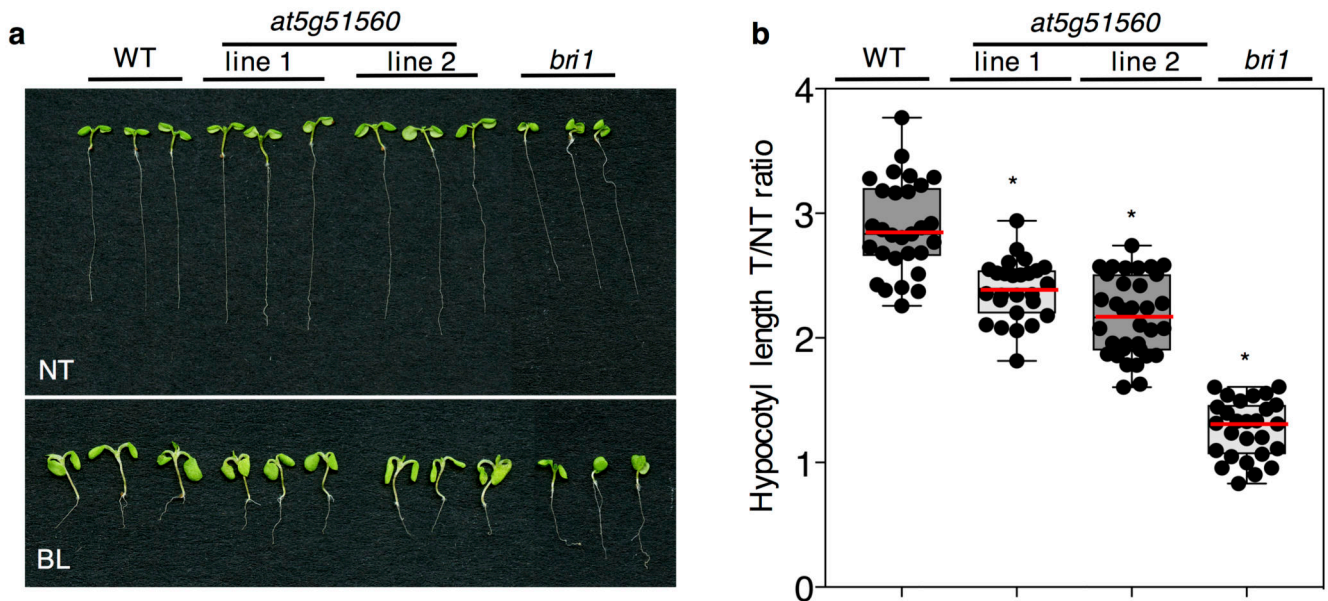 a
at5g51560
WT
line 1
line 2
bri1
NT
BL
b
at5g51560
WT
line 1
line 2
bri1
Hypocotyl length T/NT ratio
4
3
2
1
0
*
*
*